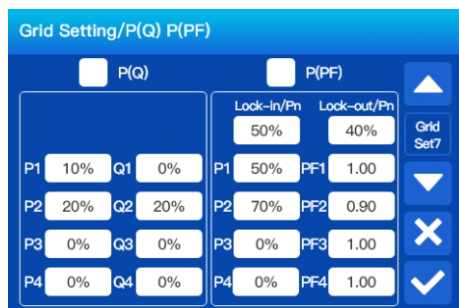 Grid Setting/P(Q) P(PF)
P(Q) P(PF)
Lock-in/Pn Lock-out/Pn
50% 40%
Grid
Set7
P1 10% Q1 0% P1 50% PF1 1.00
P2 20% Q2 20% P2 70% PF2 0.90
P3 0% Q3 0% P3 0% PF3 1.00
P4 0% Q4 0% P4 0% PF4 1.00